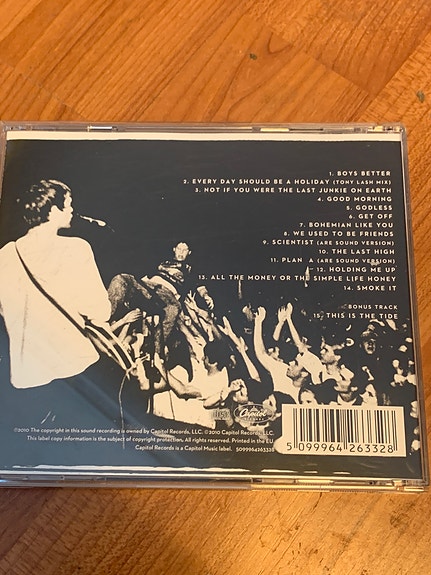 1. BOYS BETTER
2. EVERY DAY SHOULD BE A HOLIDAY (TONY LASH MIX)
3. NOT IF YOU WERE THE LAST JUNKIE ON EARTH
4. GOOD MORNING
5. GODLESS
6. GET OFF
7. BOHEMIAN LIKE YOU
8. WE USED TO BE FRIENDS
9. SCIENTIST (ARE SOUND VERSION)
10. THE LAST HIGH
11. PLAN A (ARE SOUND VERSION)
12. HOLDING ME UP
13. ALL THE MONEY OR THE SIMPLE LIFE HONEY
14. SMOKE IT
BONUS TRACK
15. THIS IS THE TIDE
Capitol
RECORDS
℗2010 The copyright in this sound recording is owned by Capitol Records, LLC. ©2010 Capitol Records, LLC.
This label copy information is the subject of copyright protection. All rights reserved. Printed in the EU.
Capitol Records is a Capitol Music label. 5099964263328
5 099964 263328